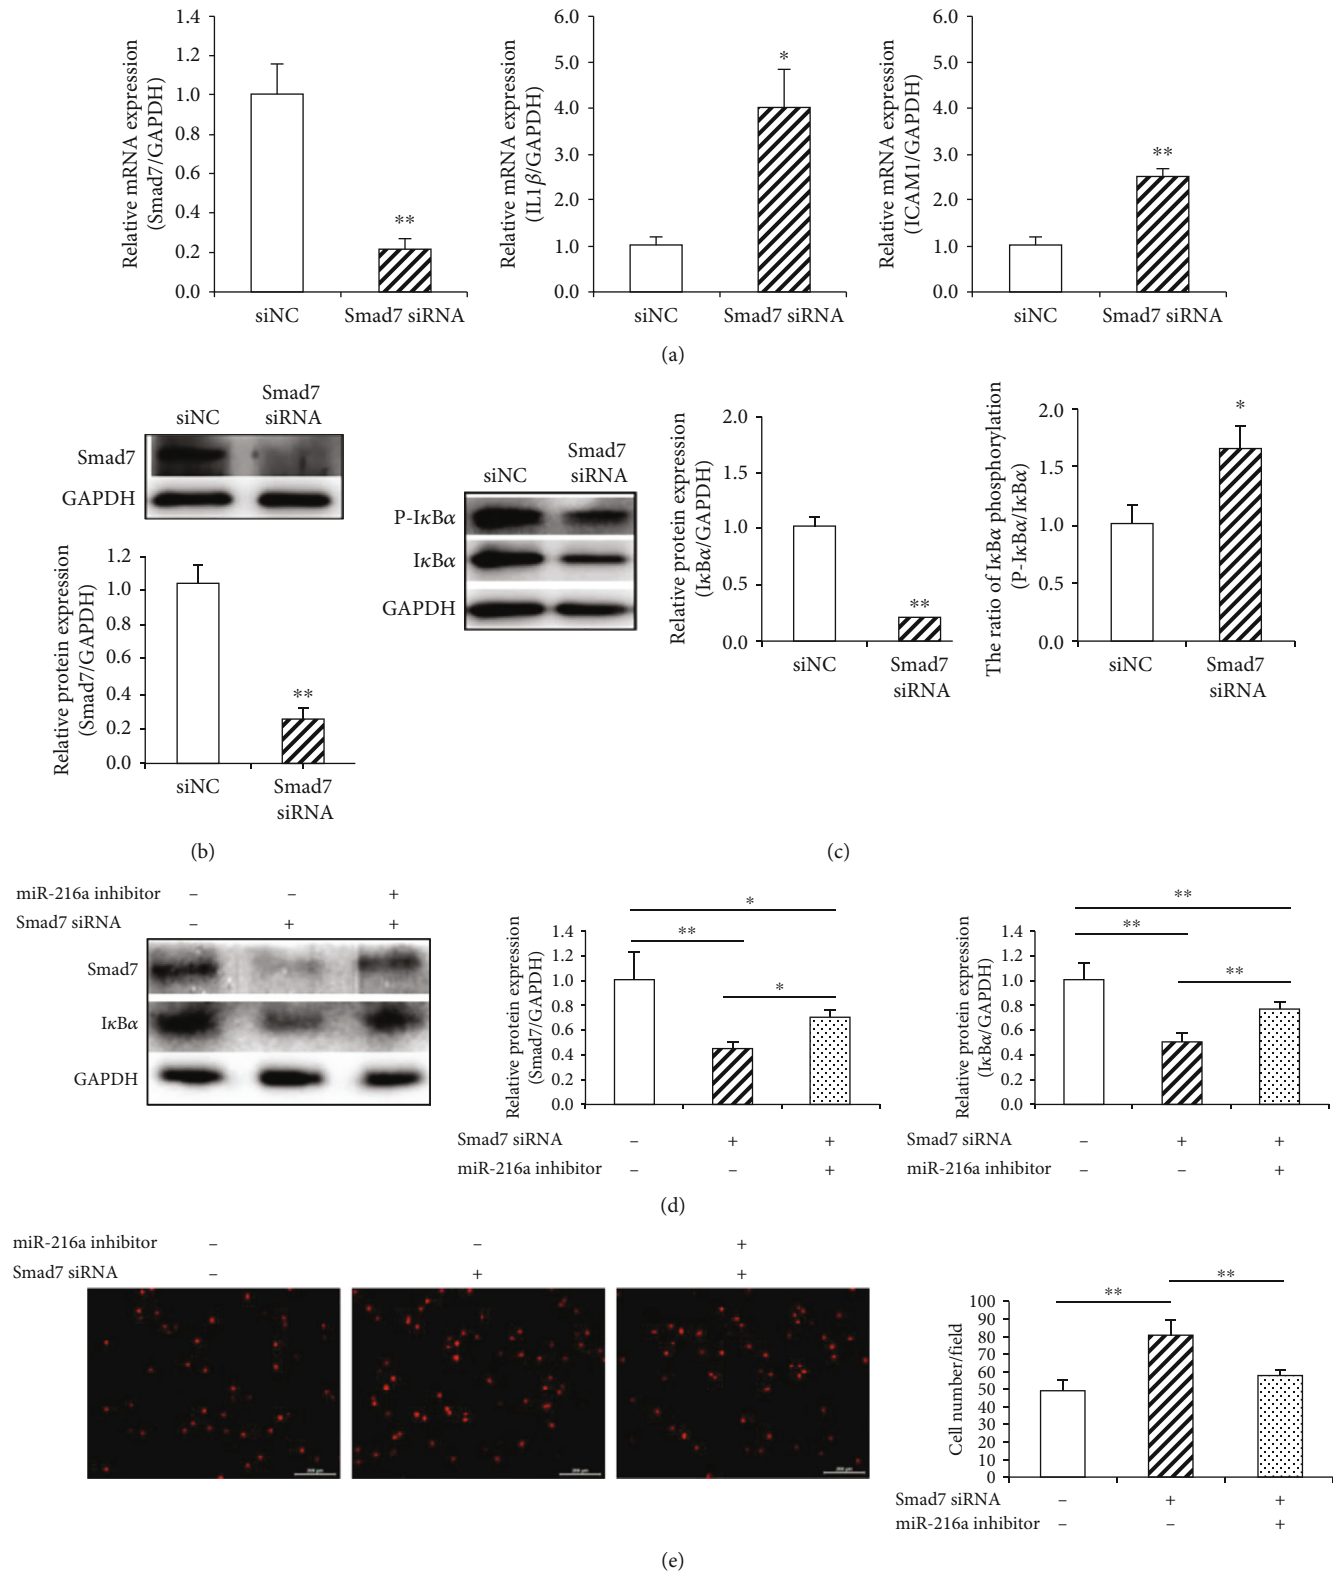 Relative mRNA expression
(Smad7/GAPDH)
1.4
1.2
1.0
0.8
0.6
0.4
0.2
0.0
**
siNC
Smad7 siRNA
Relative mRNA expression
(IL1β/GAPDH)
6.0
5.0
4.0
3.0
2.0
1.0
0.0
*
siNC
Smad7 siRNA
Relative mRNA expression
(ICAM1/GAPDH)
6.0
5.0
4.0
3.0
2.0
1.0
0.0
**
siNC
Smad7 siRNA
(a)
siNC
Smad7
siRNA
Smad7
GAPDH
Relative protein expression
(Smad7/GAPDH)
1.2
1.0
0.8
0.6
0.4
0.2
0.0
**
siNC
Smad7
siRNA
(b)
siNC
Smad7
siRNA
P-IκBα
IκBα
GAPDH
Relative protein expression
(IκBα/GAPDH)
2.0
1.5
1.0
0.5
0.0
**
siNC
Smad7
siRNA
The ratio of IκBα phosphorylation
(P-IκBα/IκBα)
2.0
1.5
1.0
0.5
0.0
*
siNC
Smad7
siRNA
(c)
miR-216a inhibitor – – +
Smad7 siRNA – + +
Smad7
IκBα
GAPDH
Relative protein expression
(Smad7/GAPDH)
1.4
1.2
1.0
0.8
0.6
0.4
0.2
0.0
*
**
*
Smad7 siRNA – + +
miR-216a inhibitor – – +
Relative protein expression
(IκBα/GAPDH)
1.4
1.2
1.0
0.8
0.6
0.4
0.2
0.0
**
**
**
Smad7 siRNA – + +
miR-216a inhibitor – – +
(d)
miR-216a inhibitor – – +
Smad7 siRNA – + +
Cell number/field
100
90
80
70
60
50
40
30
20
10
0
**
**
Smad7 siRNA – + +
miR-216a inhibitor – – +
(e)